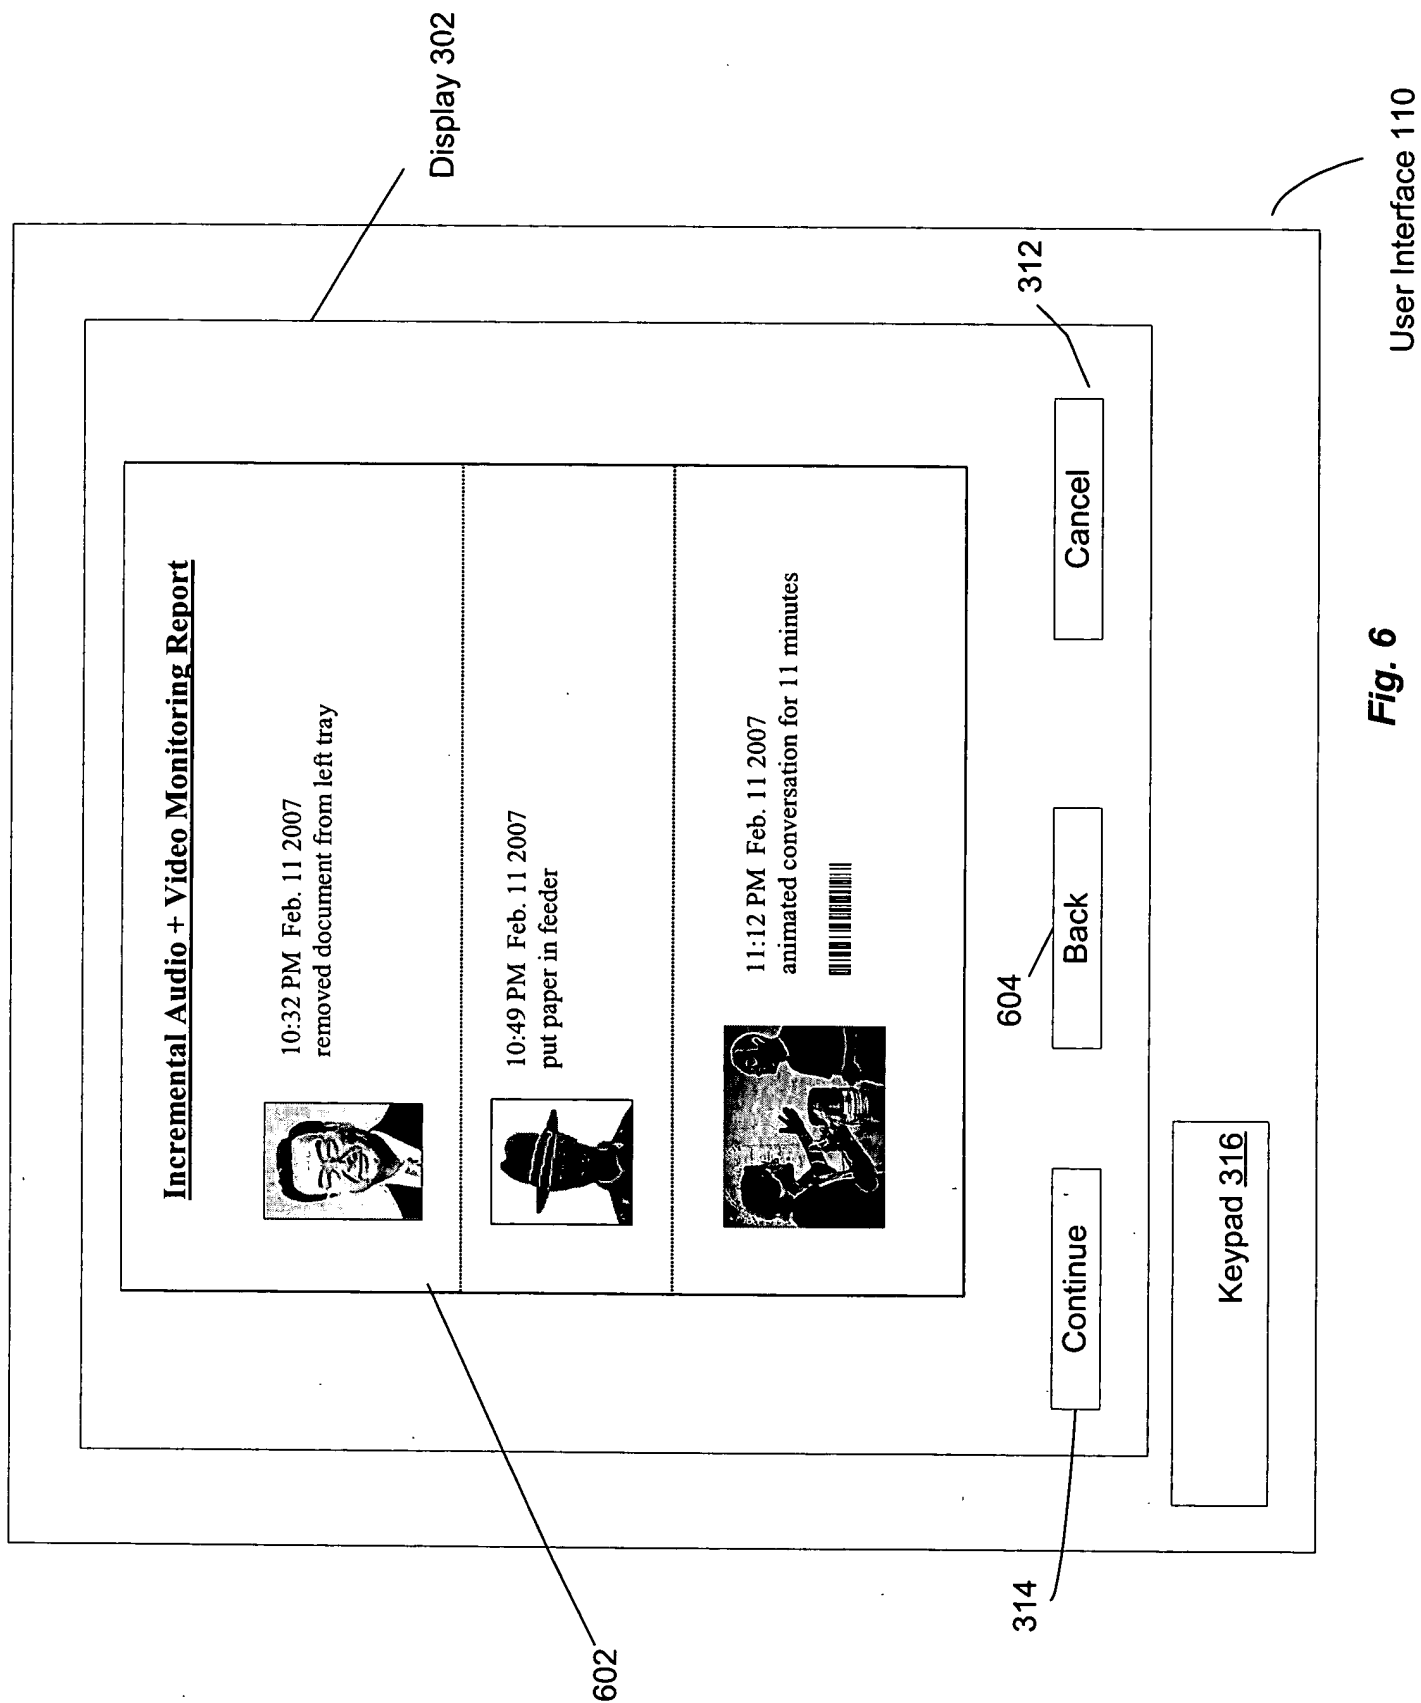 Display 302
Incremental Audio + Video Monitoring Report
10:32 PM Feb. 11 2007
removed document from left tray
10:49 PM Feb. 11 2007
put paper in feeder
11:12 PM Feb. 11 2007
animated conversation for 11 minutes
602
604
312
314
Continue
Back
Cancel
Keypad 316
User Interface 110
Fig. 6